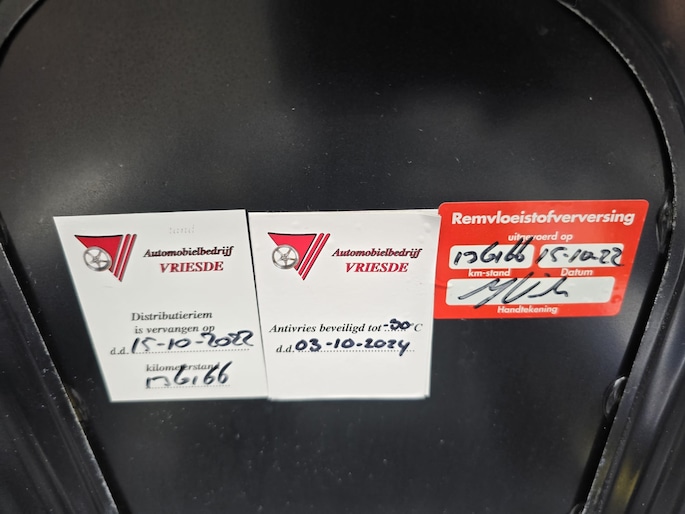 Automobielbedrijf
VRIESDE
Distributieriem
is vervangen op
d.d. 15-10-2022
kilometerstand
136166
Automobielbedrijf
VRIESDE
Antivries beveiligd tot -30°C
d.d. 03-10-2024
Remvloeistofverversing
uitgevoerd op
136166 15-10-22
km-stand Datum
Handtekening